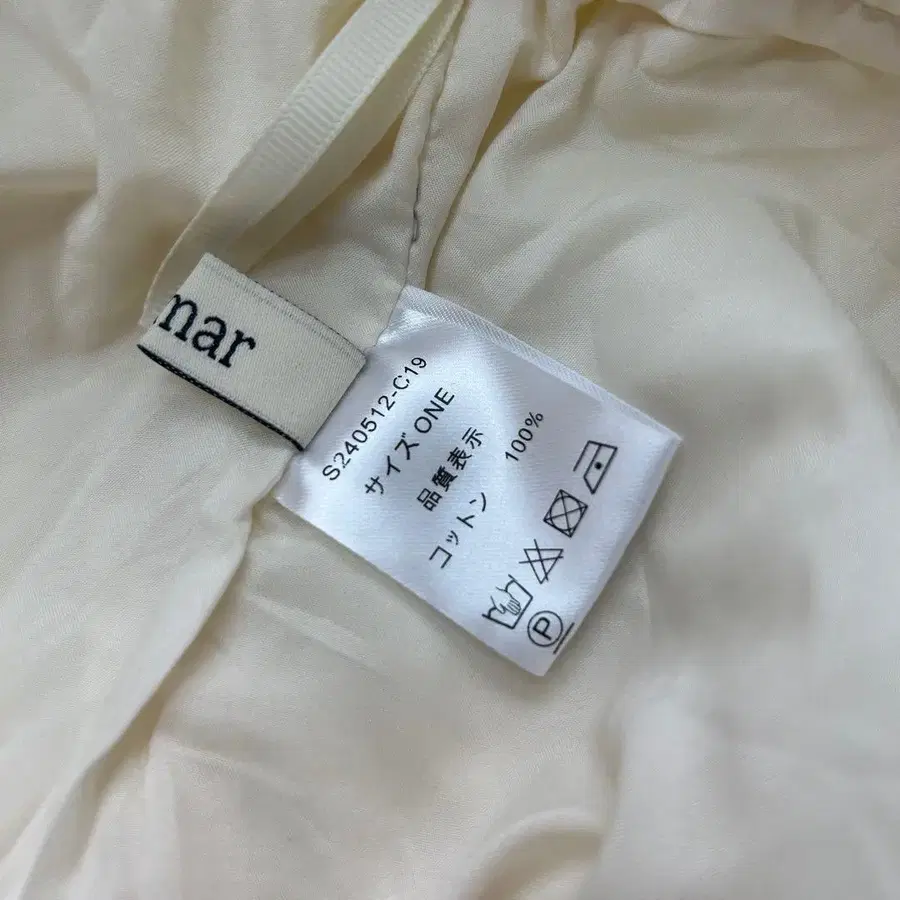 mar
S240512-C19
サイズ ONE
品質表示
コットン 100%
P